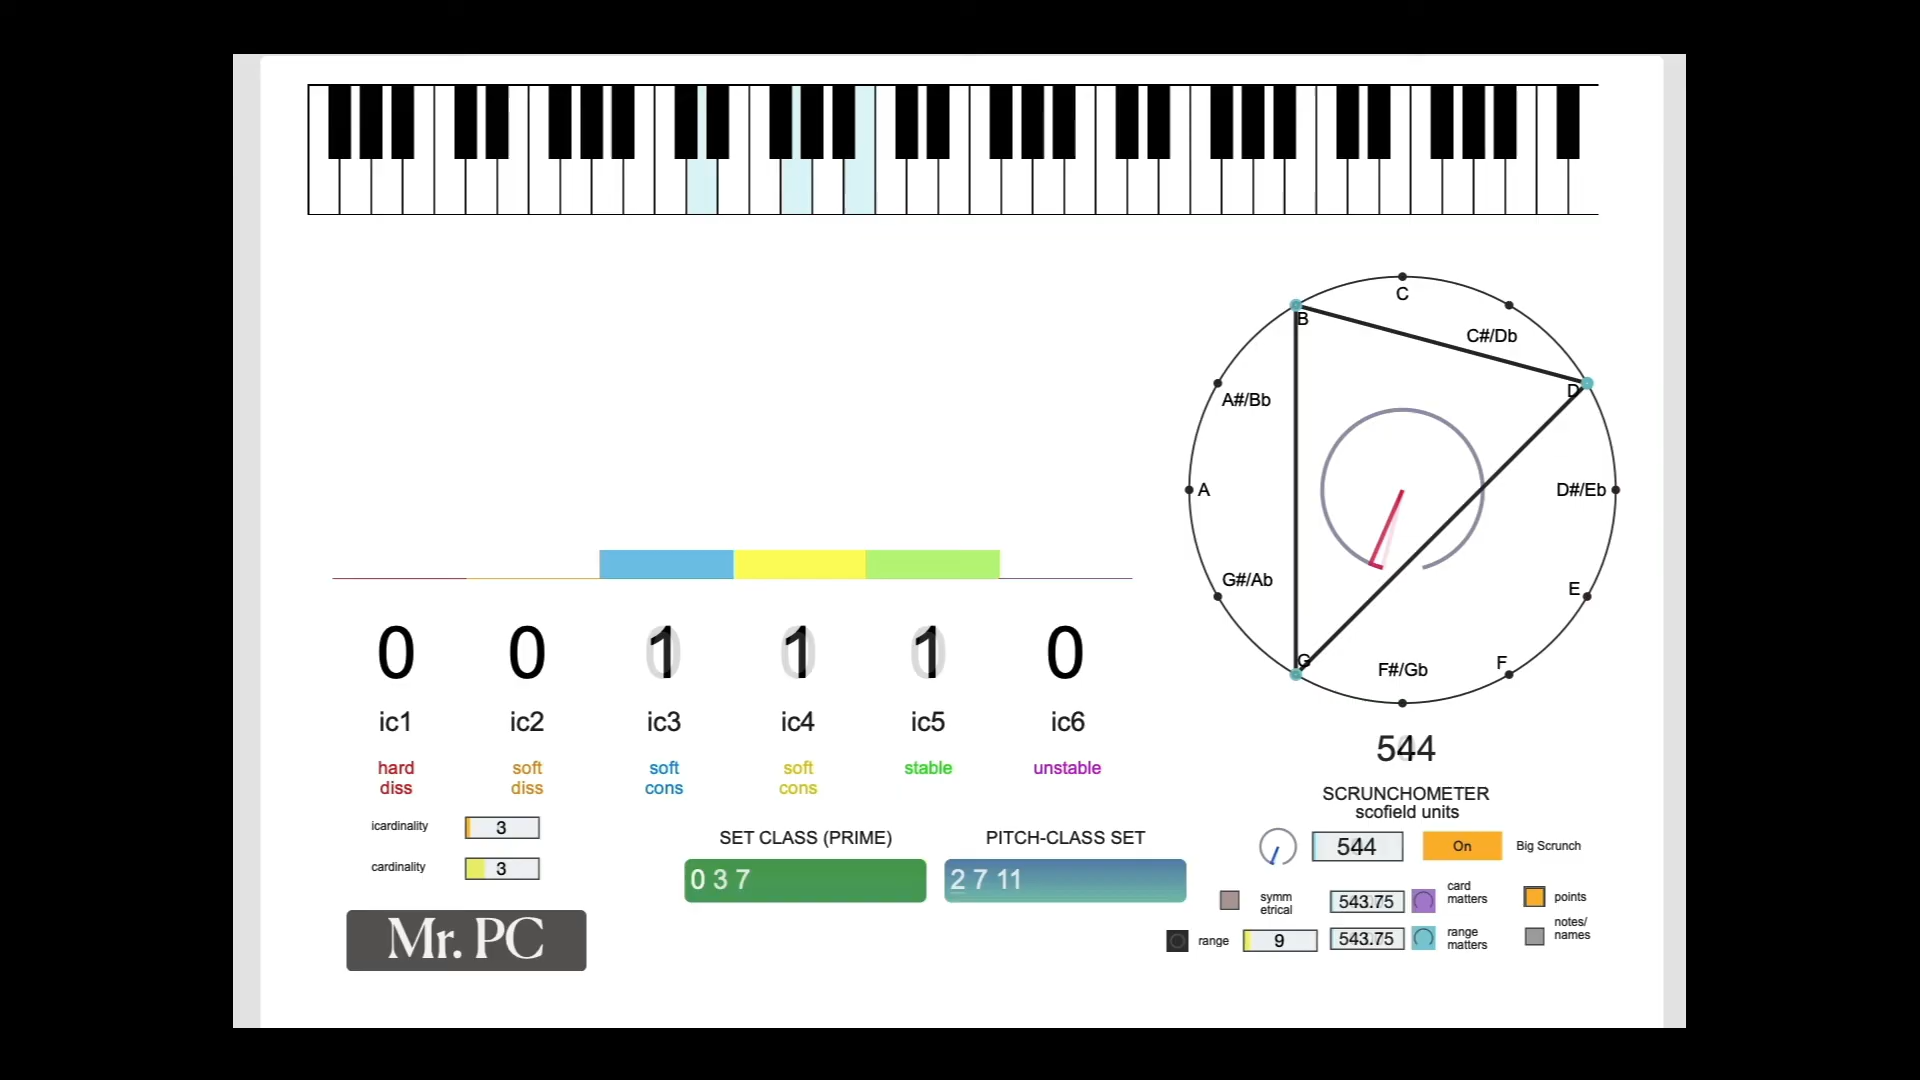 C
B
C#/Db
D
A#/Bb
A
D#/Eb
G#/Ab
E
G
F#/Gb
F
0 0 1 1 1 0
ic1 ic2 ic3 ic4 ic5 ic6
hard diss
soft diss
soft cons
soft cons
stable
unstable
544
SCRUNCHOMETER
scofield units
icardinality 3
cardinality 3
SET CLASS (PRIME)
0 3 7
PITCH-CLASS SET
2 7 11
544 On Big Scrunch
symm etrical
543.75 card matters
points
range 9
543.75 range matters
notes/ names
Mr. PC